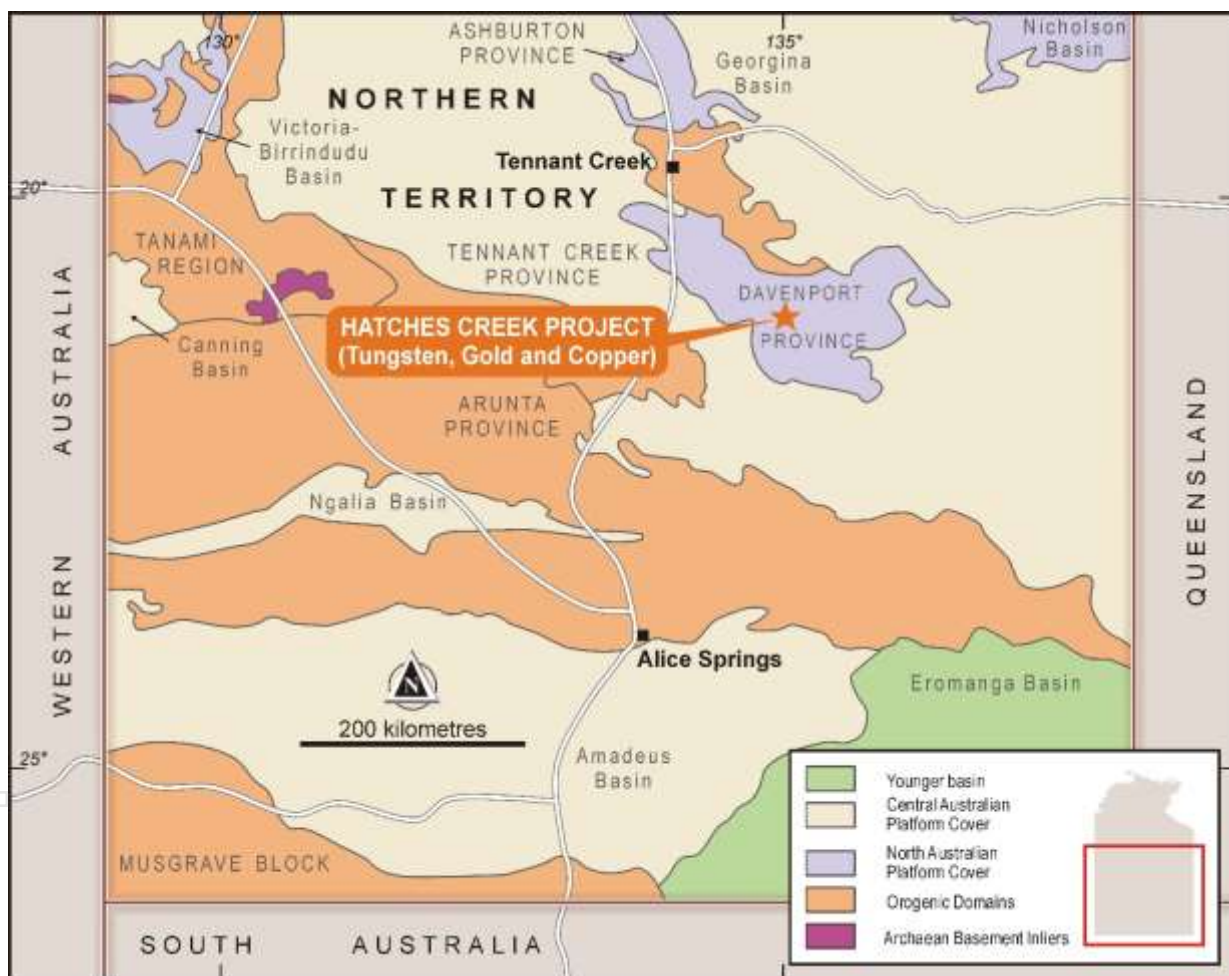 130°
ASHBURTON
PROVINCE
135°
Nicholson
Basin
Georgina
Basin
NORTHERN
Victoria-
Birrindudu
Basin
Tennant Creek
20°
TERRITORY
TANAMI
REGION
TENNANT CREEK
PROVINCE
DAVENPORT
PROVINCE
HATCHES CREEK PROJECT
(Tungsten, Gold and Copper)
Canning
Basin
ARUNTA
PROVINCE
WESTERN AUSTRALIA
QUEENSLAND
Ngalia Basin
Alice Springs
Eromanga Basin
N
200 kilometres
Amadeus
Basin
25°
MUSGRAVE BLOCK
SOUTH AUSTRALIA
Younger basin
Central Australian
Platform Cover
North Australian
Platform Cover
Orogenic Domains
Archaean Basement Inliers